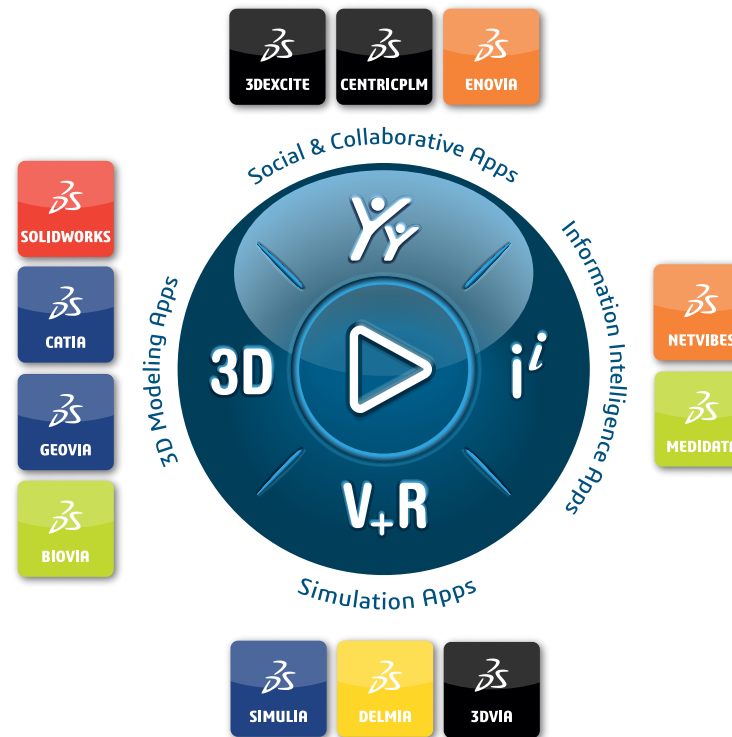 3DEXCITE CENTRICPLM ENOVIA
Social & Collaborative Apps
SOLIDWORKS
CATIA
GEOVIA
BIOVIA
3D Modeling Apps
3D
i i
V+R
Information Intelligence Apps
NETVIBES
MEDIDATA
Simulation Apps
SIMULIA DELMIA 3DVIA